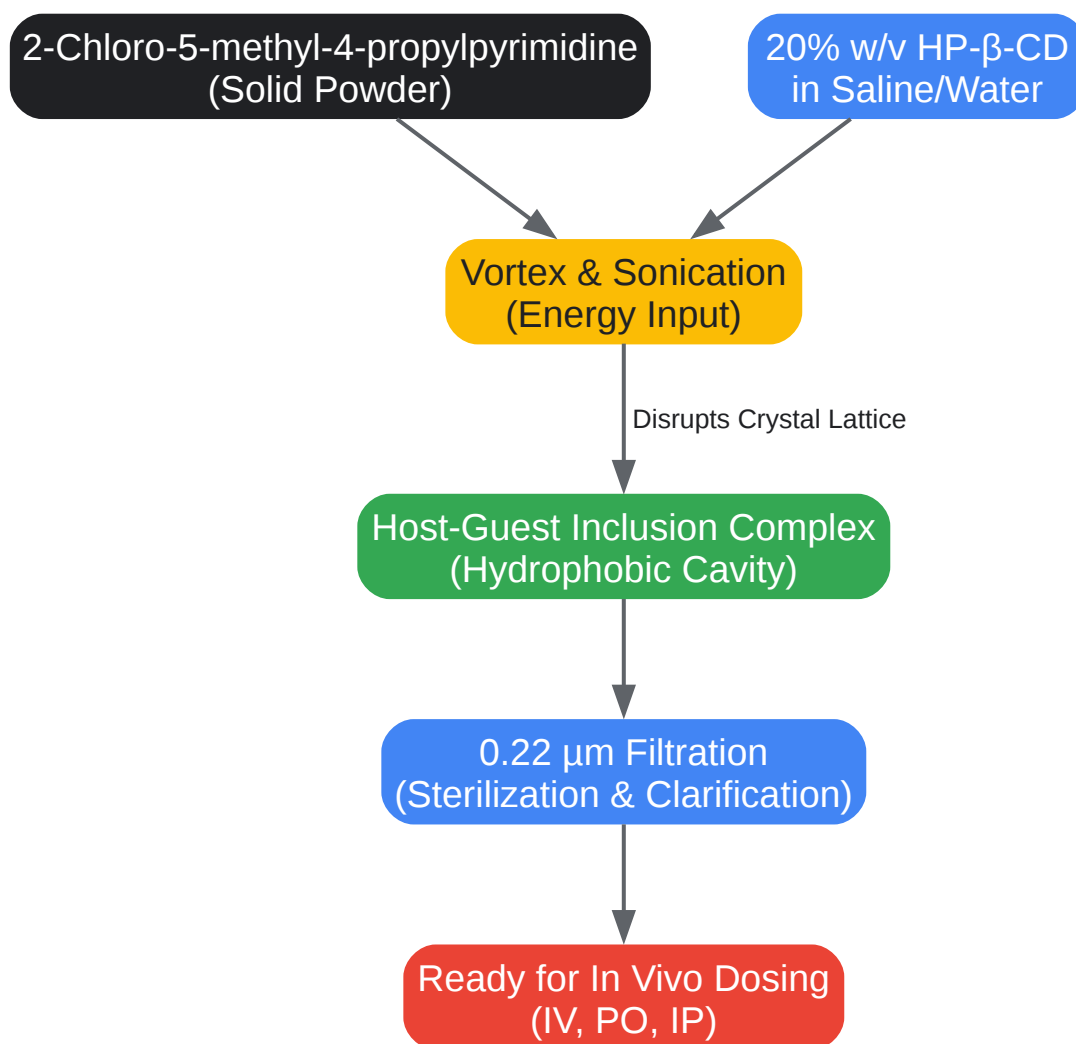 2-Chloro-5-methyl-4-propylpyrimidine
(Solid Powder)
20% w/v HP-β-CD
in Saline/Water
Vortex & Sonication
(Energy Input)
Disrupts Crystal Lattice
Host-Guest Inclusion Complex
(Hydrophobic Cavity)
0.22 µm Filtration
(Sterilization & Clarification)
Ready for In Vivo Dosing
(IV, PO, IP)